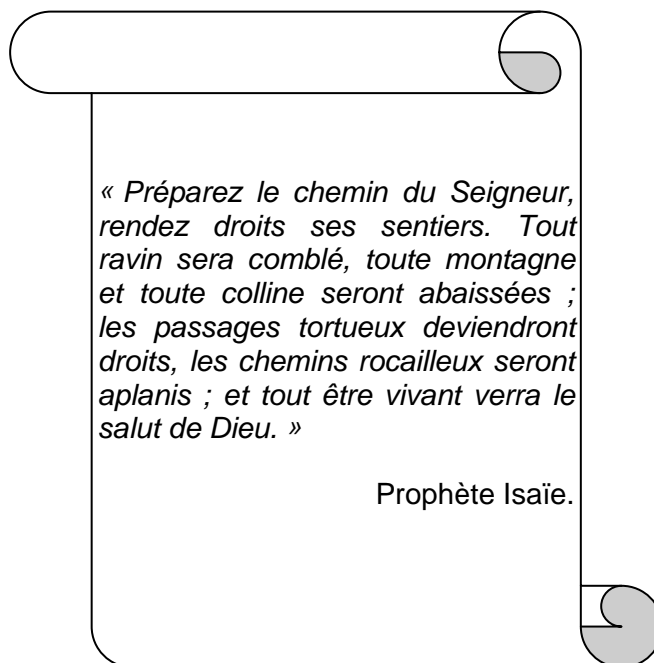 « Préparez le chemin du Seigneur,
rendez droits ses sentiers. Tout
ravin sera comblé, toute montagne
et toute colline seront abaissées ;
les passages tortueux deviendront
droits, les chemins rocailleux seront
aplanis ; et tout être vivant verra le
salut de Dieu. »
Prophète Isaïe.